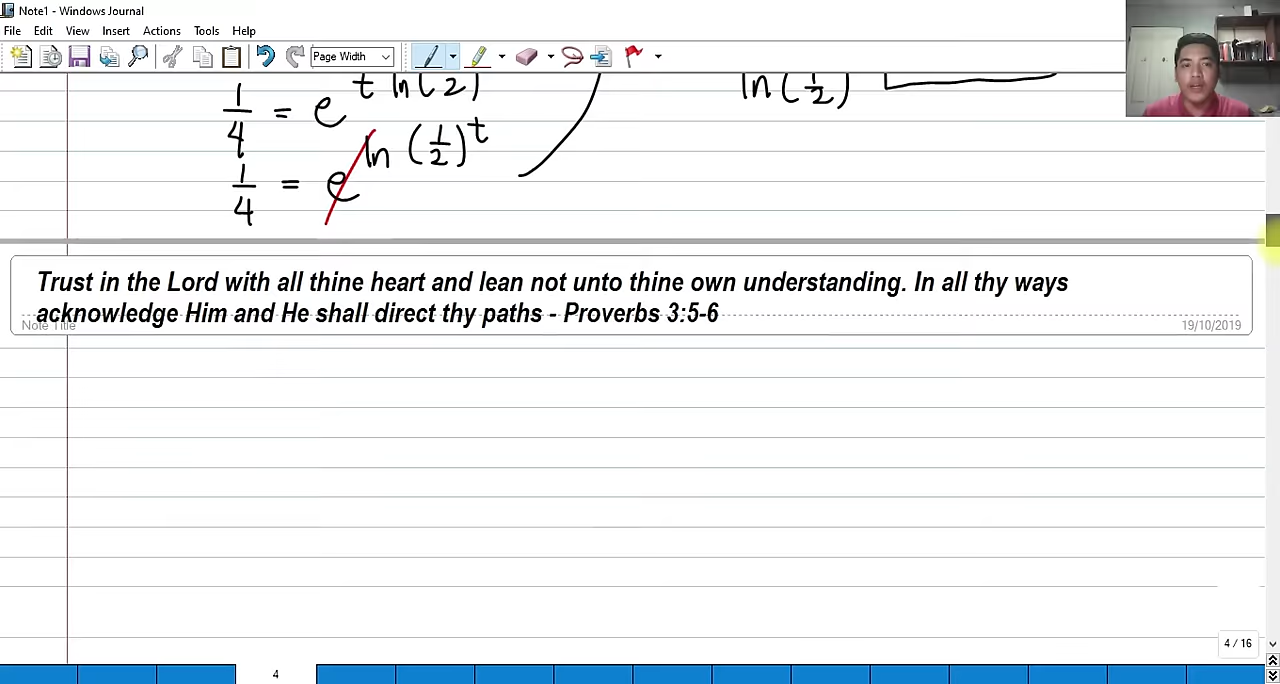 Note1 - Windows Journal
File Edit View Insert Actions Tools Help
Page Width
1/4 = e^(t ln(2)
ln(1/2)
1/4 = e^(ln(1/2)^t)
Trust in the Lord with all thine heart and lean not unto thine own understanding. In all thy ways
acknowledge Him and He shall direct thy paths - Proverbs 3:5-6
Note Title
19/10/2019
4 / 16
4